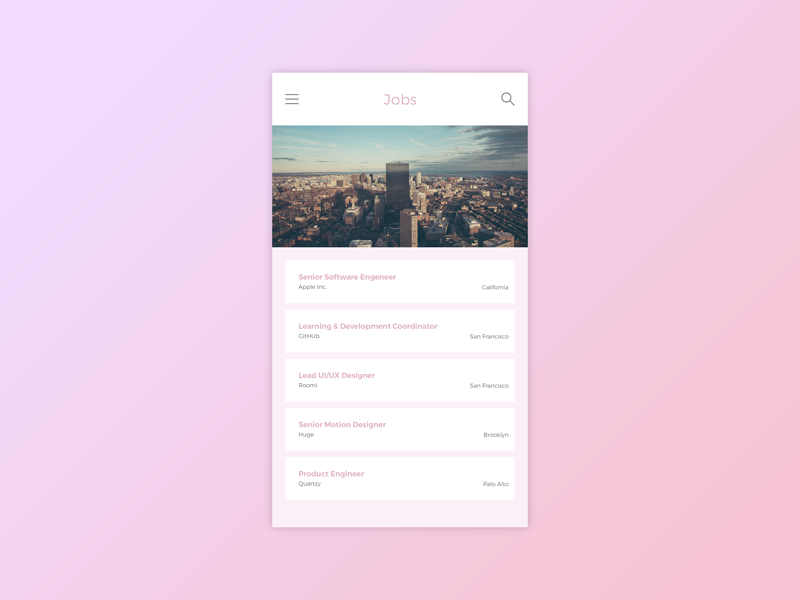 Jobs
Senior Software Engeneer
Apple Inc.
California
Learning & Development Coordinator
GitHUb
San Francisco
Lead UI/UX Designer
Roomi
San Francisco
Senior Motion Designer
Huge
Brooklyn
Product Engineer
Quartzy
Palo Alto